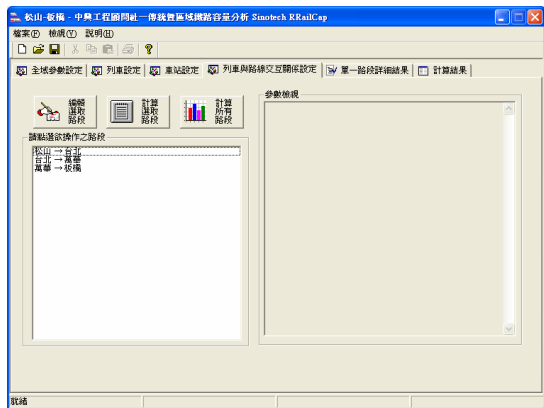 松山-板橋 - 中興工程顧問社－傳統暨區域鐵路容量分析 Sinotech RRailCap
檔案(F) 檢視(V) 說明(H)
全域參數設定 列車設定 車站設定 列車與路線交互關係設定 單一路段詳細結果 計算結果
編輯選取路段
計算選取路段
計算所有路段
參數檢視
請點選欲操作之路段
松山 → 台北
台北 → 萬華
萬華 → 板橋
就緒